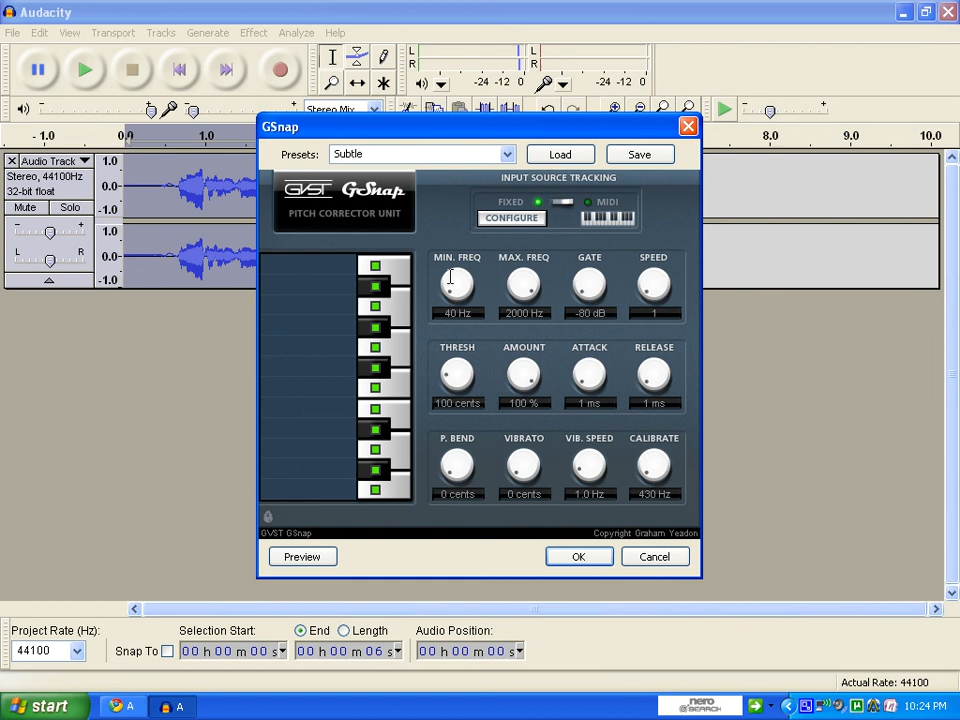 Audacity
File Edit View Transport Tracks Generate Effect Analyze Help
L
R
-24 -12 0
L
R
-24 -12 0
Stereo Mix
- 1.0 0.0 1.0 8.0 9.0 10.0
Audio Track
Stereo, 44100Hz
32-bit float
Mute Solo
L R
1.0
0.0
-1.0
1.0
0.0
-1.0
GSnap
Presets: Subtle Load Save
GVST GSnap
PITCH CORRECTOR UNIT
INPUT SOURCE TRACKING
FIXED MIDI
CONFIGURE
MIN. FREQ MAX. FREQ GATE SPEED
40 Hz 2000 Hz -80 dB 1
THRESH AMOUNT ATTACK RELEASE
100 cents 100 % 1 ms 1 ms
P. BEND VIBRATO VIB. SPEED CALIBRATE
0 cents 0 cents 1.0 Hz 430 Hz
GVST GSnap Copyright Graham Yeadon
Preview OK Cancel
Project Rate (Hz): Selection Start: End Length Audio Position:
44100 Snap To 00 h 00 m 00 s 00 h 00 m 06 s 00 h 00 m 00 s
Actual Rate: 44100
start A A nero SEARCH 10:24 PM